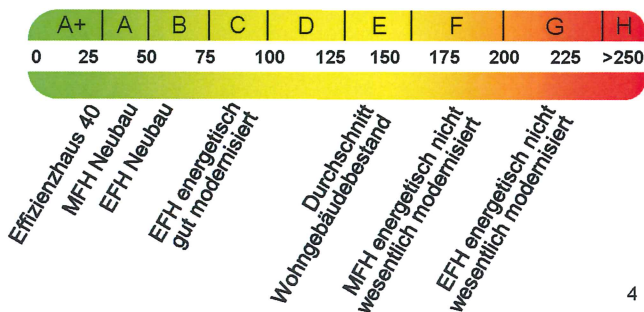 A+ A B C D E F G H
0 25 50 75 100 125 150 175 200 225 >250
Effizienzhaus 40
MFH Neubau
EFH Neubau
EFH energetisch
gut modernisiert
Durchschnitt
Wohngebäudebestand
MFH energetisch nicht
wesentlich modernisiert
EFH energetisch nicht
wesentlich modernisiert
4